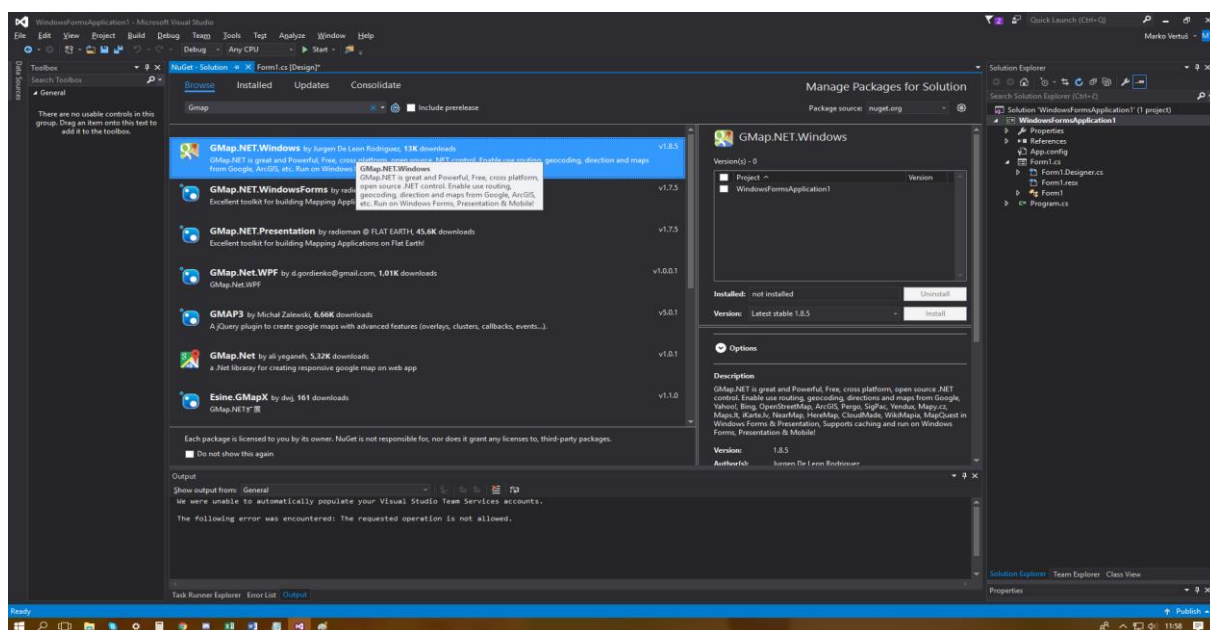 WindowsFormsApplication1 - Microsoft Visual Studio
Quick Launch (Ctrl+Q)
File Edit View Project Build Debug Team Tools Test Analyze Window Help
Marko Vertuš
Debug Any CPU Start
Data Sources
Toolbox
Search Toolbox
General
There are no usable controls in this
group. Drag an item onto this text to
add it to the toolbox.
NuGet - Solution Form1.cs [Design]*
Browse Installed Updates Consolidate
Manage Packages for Solution
Gmap
Include prerelease
Package source: nuget.org
GMap.NET.Windows by Jurgen De Leon Rodriguez, 13K downloads
v1.8.5
GMap.NET is great and Powerful, Free, cross platform, open source .NET control. Enable use routing, geocoding, direction and maps
from Google, ArcGIS, etc. Run on Windows
GMap.NET.Windows
GMap.NET is great and Powerful, Free, cross platform,
open source .NET control. Enable use routing,
geocoding, direction and maps from Google, ArcGIS,
etc. Run on Windows Forms, Presentation & Mobile!
GMap.NET.WindowsForms by radi
v1.7.5
Excellent toolkit for building Mapping Appl
GMap.NET.Presentation by radioman @ FLAT EARTH, 45,6K downloads
v1.7.5
Excellent toolkit for building Mapping Applications on Flat Earth!
GMap.Net.WPF by d.gordienko@gmail.com, 1,01K downloads
v1.0.0.1
GMap.Net.WPF
GMAP3 by Michał Zalewski, 6,66K downloads
v5.0.1
A jQuery plugin to create google maps with advanced features (overlays, clusters, callbacks, events...).
GMap.Net by ali yeganeh, 5,32K downloads
v1.0.1
a .Net libraray for creating responsive google map on web app
Esine.GMapX by dwj, 161 downloads
v1.1.0
GMap.NET扩展
Each package is licensed to you by its owner. NuGet is not responsible for, nor does it grant any licenses to, third-party packages.
Do not show this again
GMap.NET.Windows
Version(s) - 0
Project Version
WindowsFormsApplication1
Installed: not installed Uninstall
Version: Latest stable 1.8.5 Install
Options
Description
GMap.NET is great and Powerful, Free, cross platform, open source .NET
control. Enable use routing, geocoding, directions and maps from Google,
Yahoo!, Bing, OpenStreetMap, ArcGIS, Pergo, SigPac, Yendux, Mapy.cz,
Maps.lt, iKarte.lv, NearMap, HereMap, CloudMade, WikiMapia, MapQuest in
Windows Forms & Presentation, Supports caching and run on Windows
Forms, Presentation & Mobile!
Version: 1.8.5
Author(s): Jurgen De Leon Rodriguez
Output
Show output from: General
We were unable to automatically populate your Visual Studio Team Services accounts.
The following error was encountered: The requested operation is not allowed.
Task Runner Explorer Error List Output
Solution Explorer
Search Solution Explorer (Ctrl+č)
Solution 'WindowsFormsApplication1' (1 project)
WindowsFormsApplication1
Properties
References
App.config
Form1.cs
Form1.Designer.cs
Form1.resx
Form1
Program.cs
Solution Explorer Team Explorer Class View
Properties
Ready
Publish
11:58